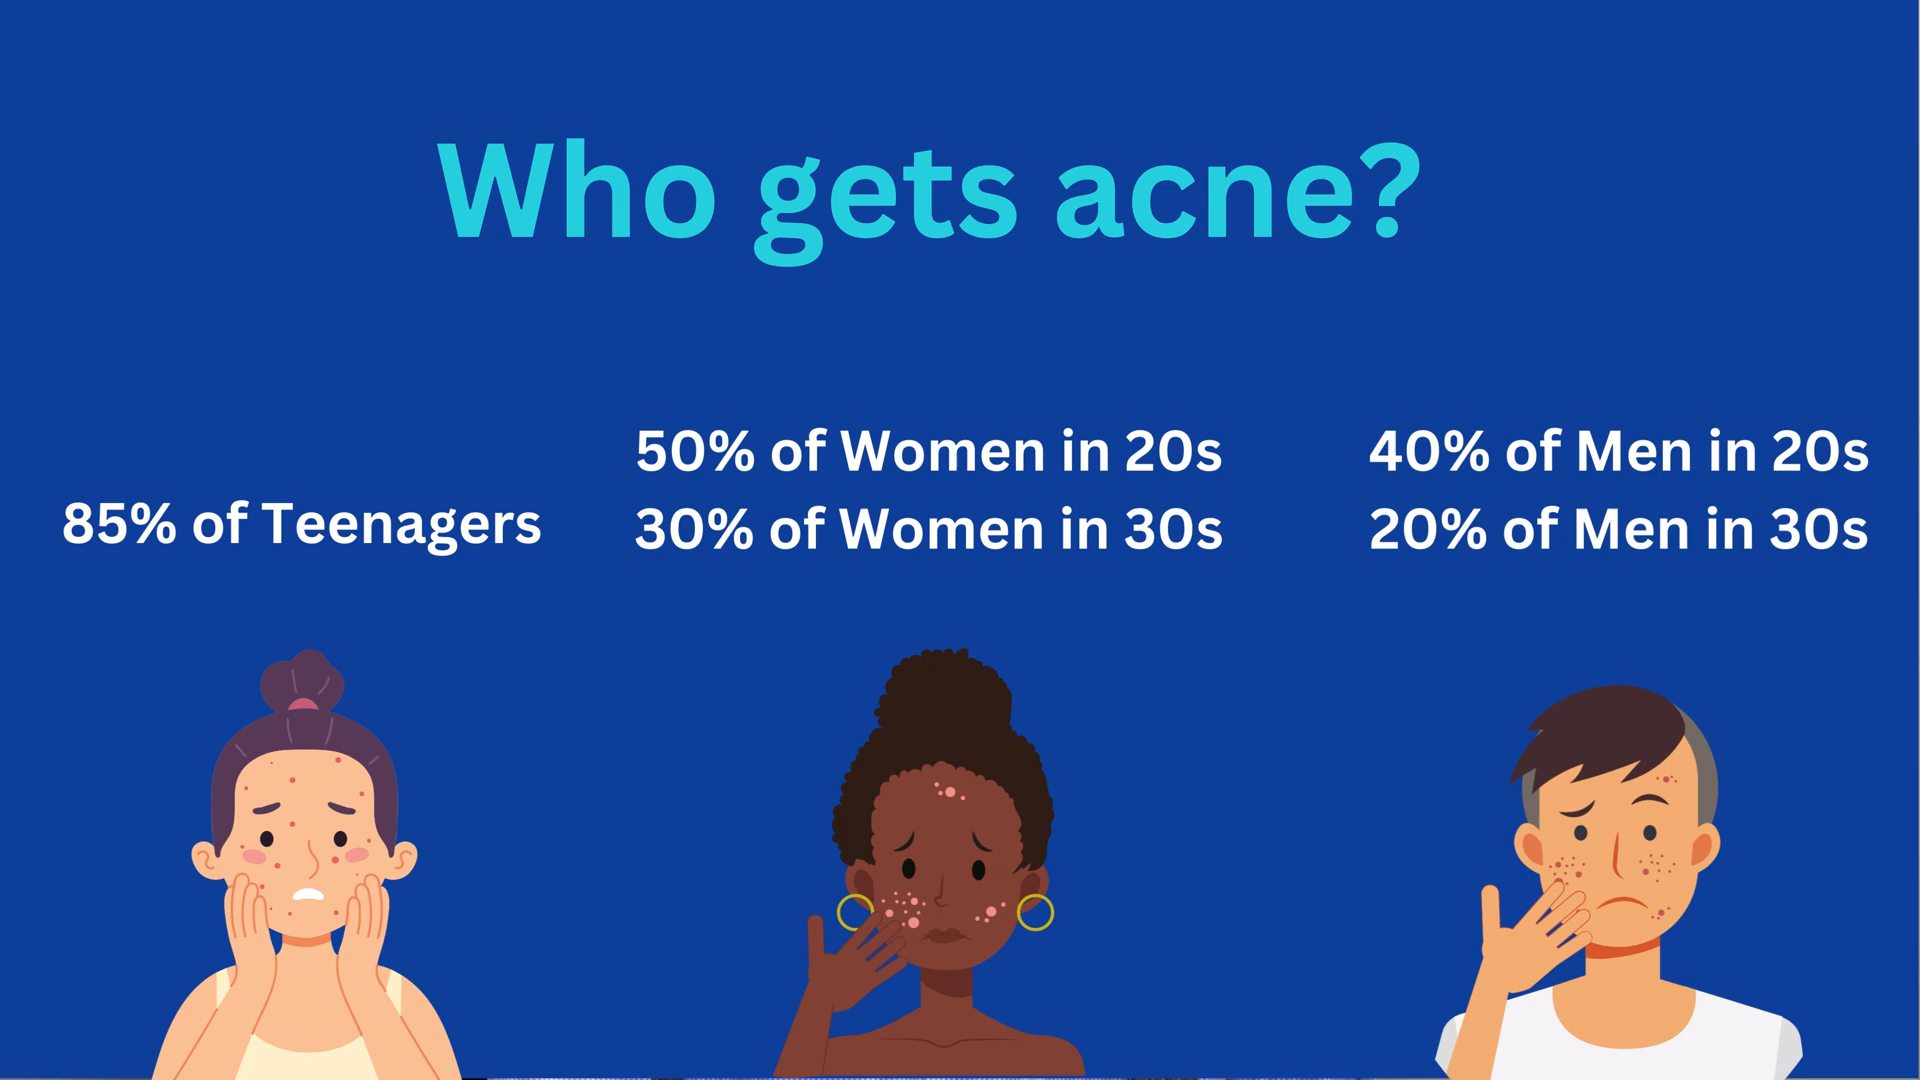 Who gets acne?
85% of Teenagers
50% of Women in 20s
30% of Women in 30s
40% of Men in 20s
20% of Men in 30s